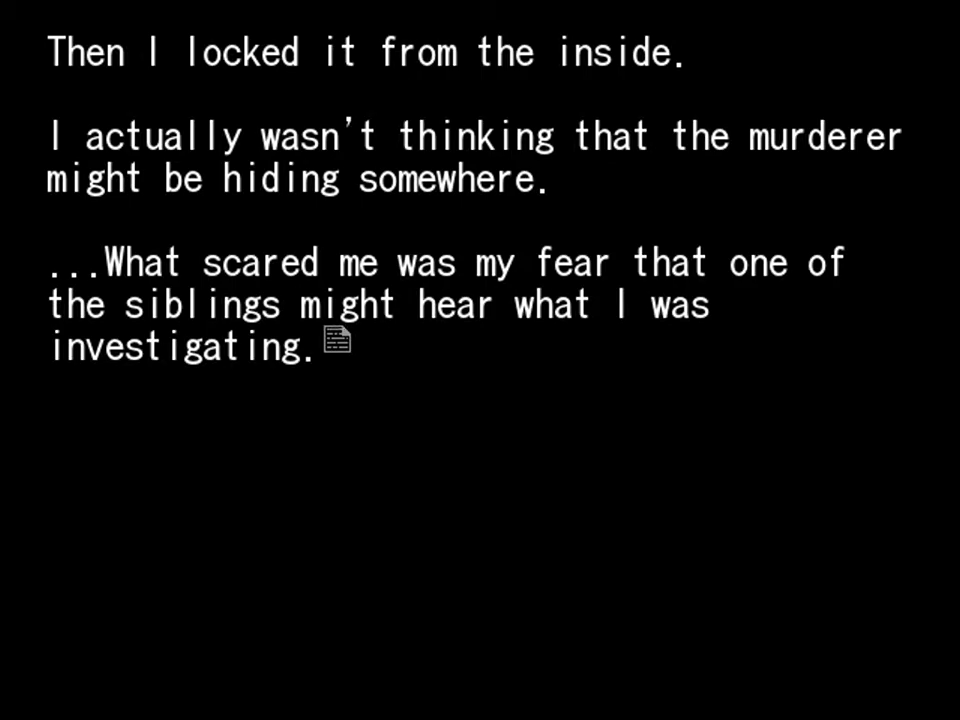 Then I locked it from the inside.
I actually wasn't thinking that the murderer
might be hiding somewhere.
...What scared me was my fear that one of
the siblings might hear what I was
investigating.